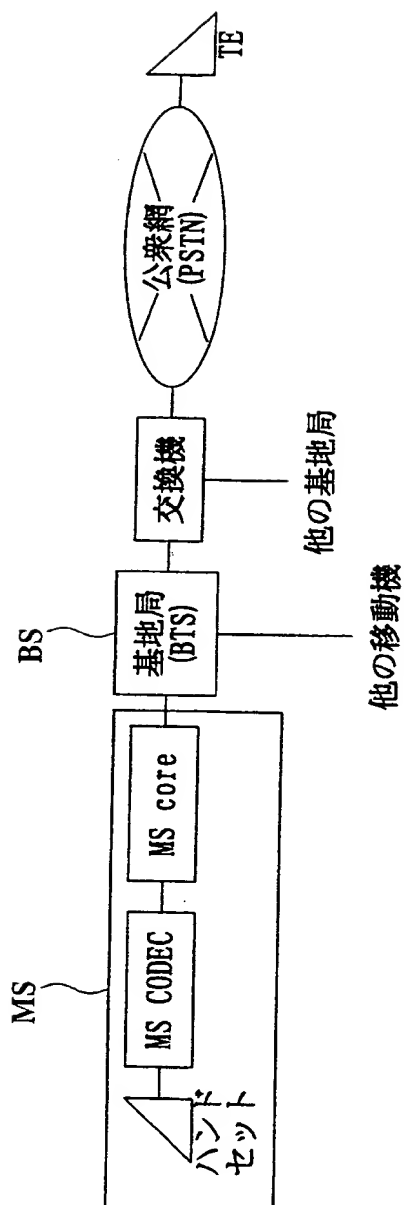 MS
BS
ハンド
セット
MS CODEC
MS core
基地局
(BTS)
交換機
公衆網
(PSTN)
TE
他の移動機
他の基地局